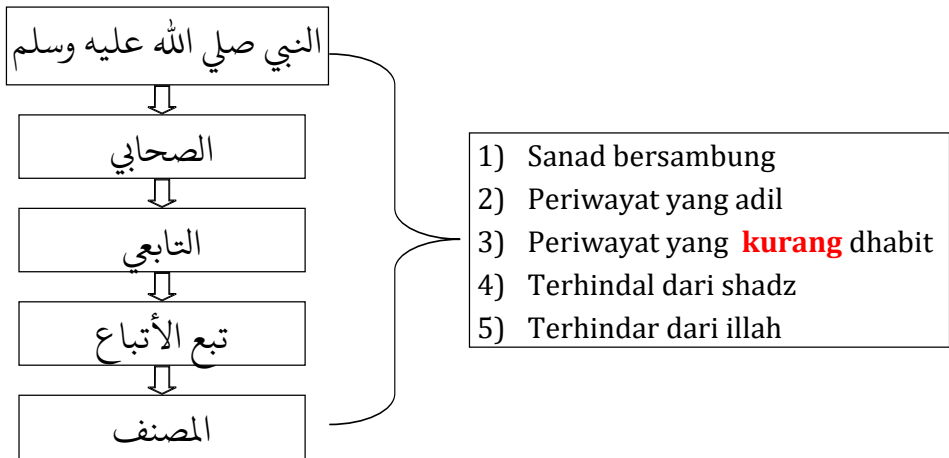 النبي صلي الله عليه وسلم
الصحابي
التابعي
تبع الأتباع
المصنف
1) Sanad bersambung
2) Periwayat yang adil
3) Periwayat yang kurang dhabit
4) Terhindal dari shadz
5) Terhindar dari illah